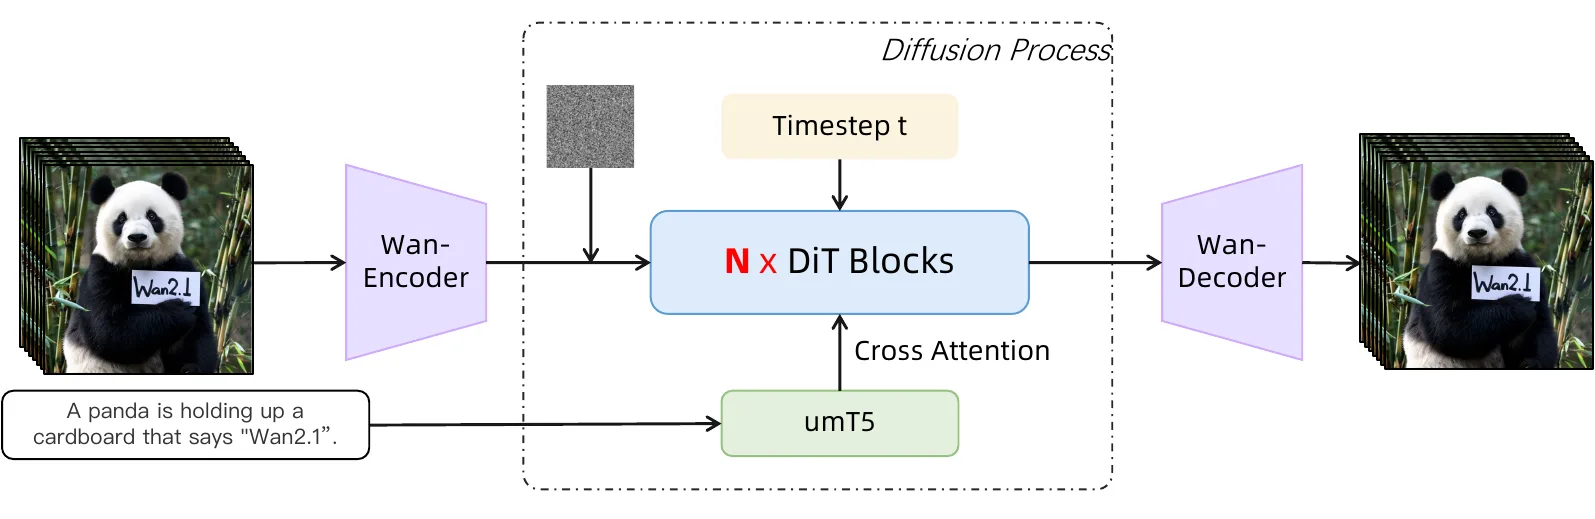 Diffusion Process
Timestep t
Wan-
Encoder
N x DiT Blocks
Wan-
Decoder
Wan2.1
Wan2.1
Cross Attention
A panda is holding up a
cardboard that says "Wan2.1”.
umT5